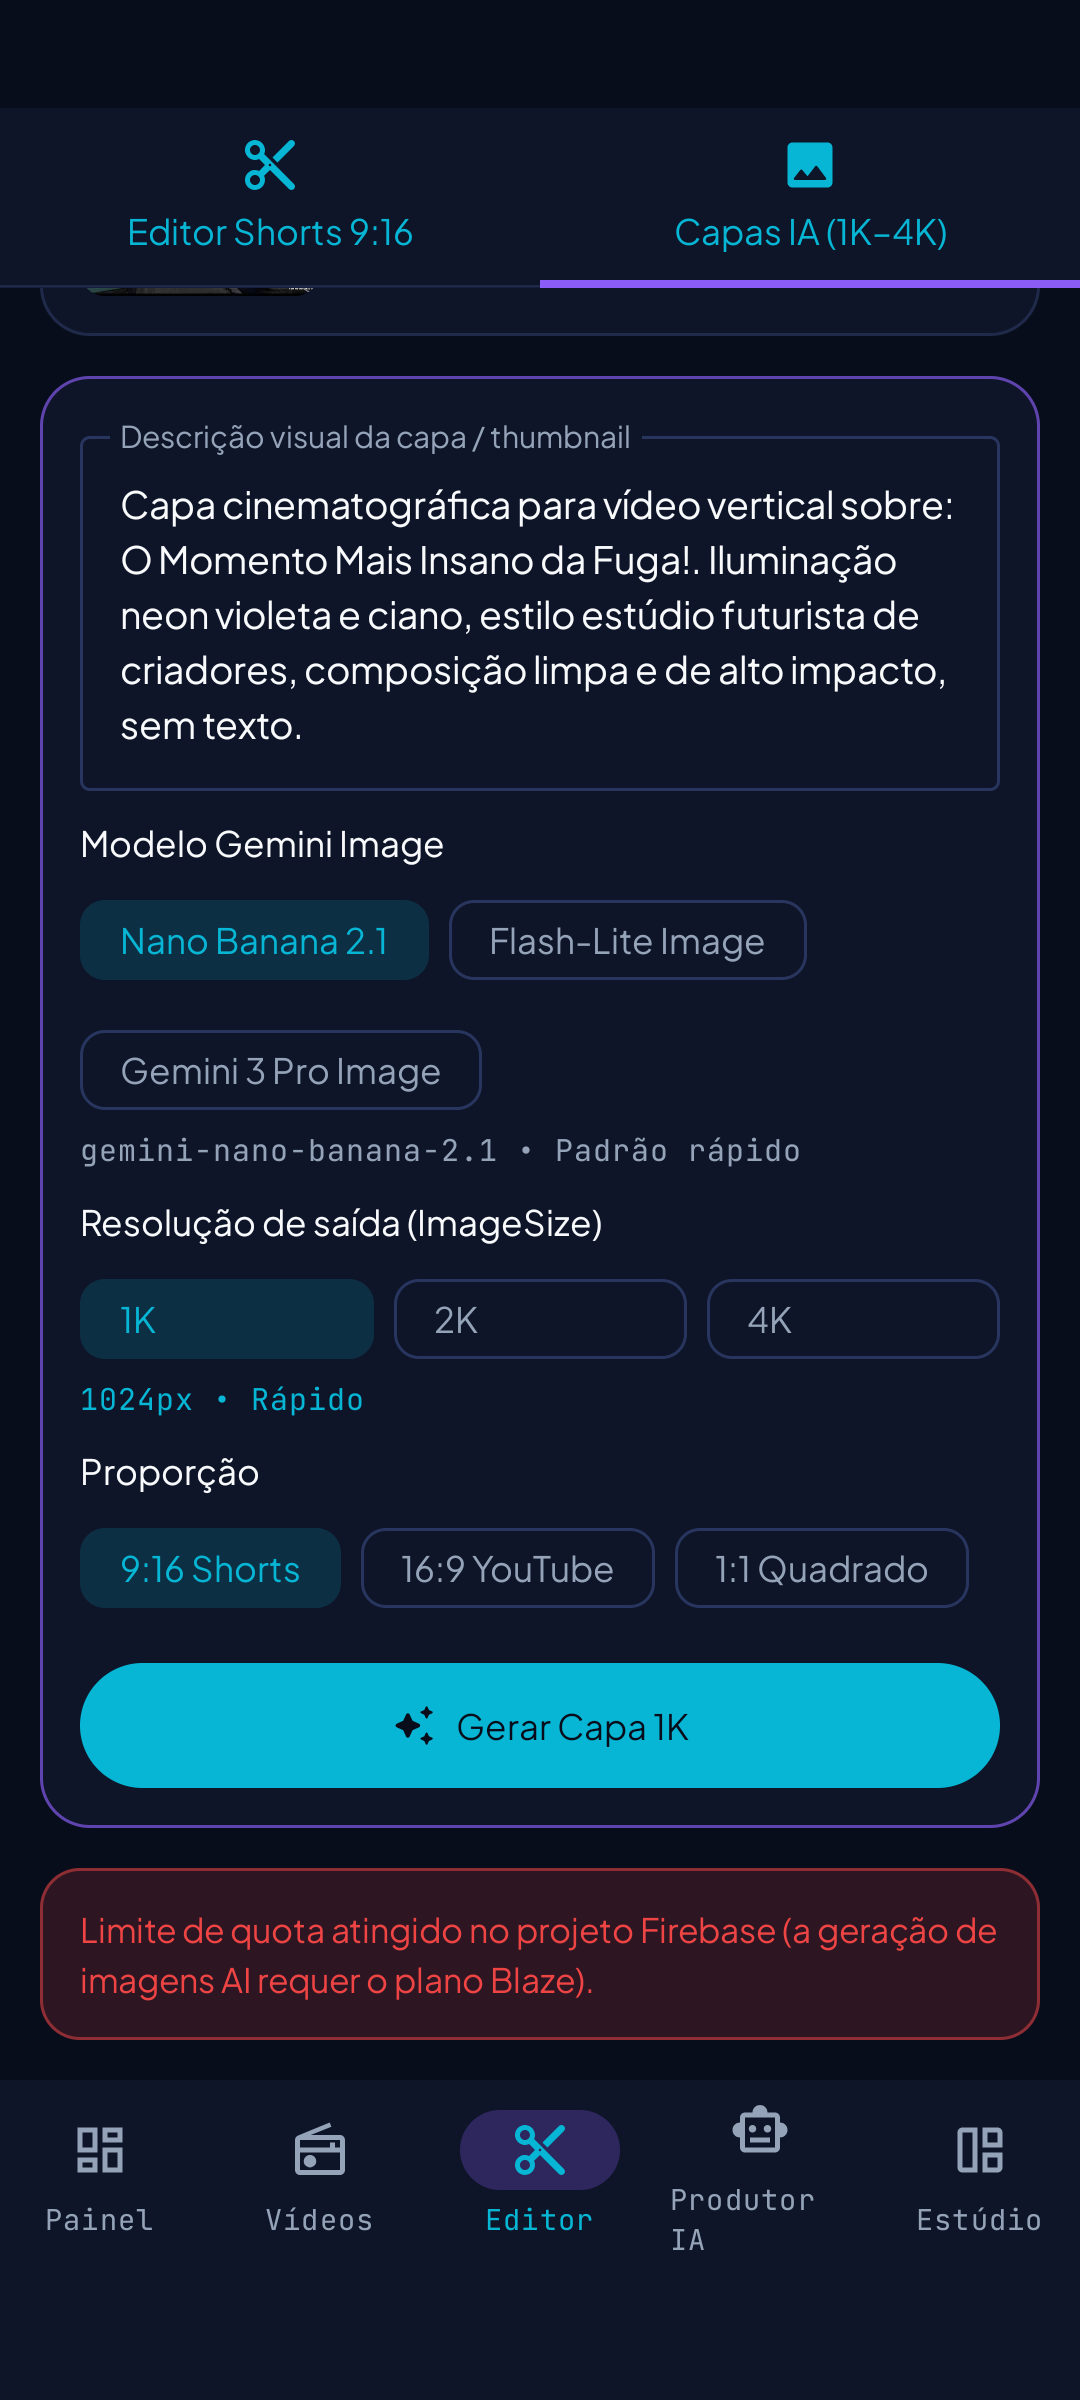 Editor Shorts 9:16
Capas IA (1K–4K)
Descrição visual da capa / thumbnail
Capa cinematográfica para vídeo vertical sobre:
O Momento Mais Insano da Fuga!. Iluminação
neon violeta e ciano, estilo estúdio futurista de
criadores, composição limpa e de alto impacto,
sem texto.
Modelo Gemini Image
Nano Banana 2.1
Flash-Lite Image
Gemini 3 Pro Image
gemini-nano-banana-2.1 • Padrão rápido
Resolução de saída (ImageSize)
1K
2K
4K
1024px • Rápido
Proporção
9:16 Shorts
16:9 YouTube
1:1 Quadrado
Gerar Capa 1K
Limite de quota atingido no projeto Firebase (a geração de
imagens AI requer o plano Blaze).
Painel
Vídeos
Editor
Produtor
IA
Estúdio